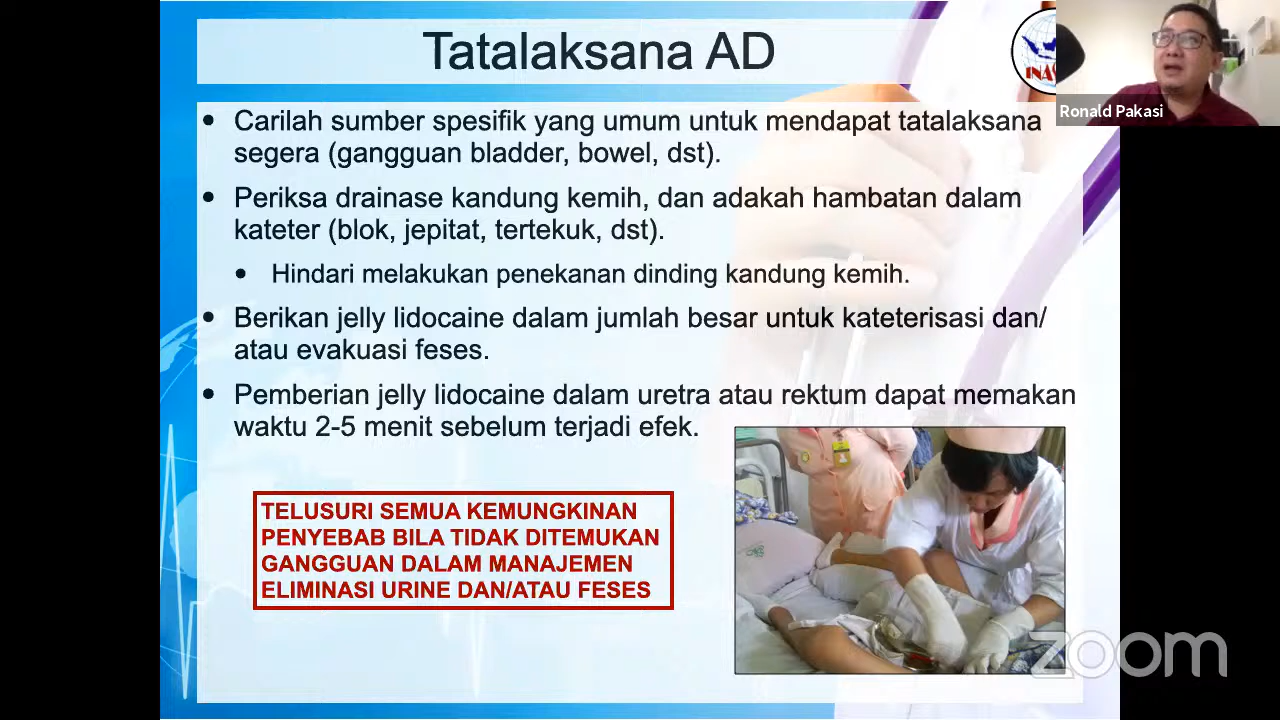 Tatalaksana AD
Ronald Pakasi
• Carilah sumber spesifik yang umum untuk mendapat tatalaksana
segera (gangguan bladder, bowel, dst).
• Periksa drainase kandung kemih, dan adakah hambatan dalam
kateter (blok, jepitat, tertekuk, dst).
• Hindari melakukan penekanan dinding kandung kemih.
• Berikan jelly lidocaine dalam jumlah besar untuk kateterisasi dan/
atau evakuasi feses.
• Pemberian jelly lidocaine dalam uretra atau rektum dapat memakan
waktu 2-5 menit sebelum terjadi efek.
TELUSURI SEMUA KEMUNGKINAN
PENYEBAB BILA TIDAK DITEMUKAN
GANGGUAN DALAM MANAJEMEN
ELIMINASI URINE DAN/ATAU FESES
zoom